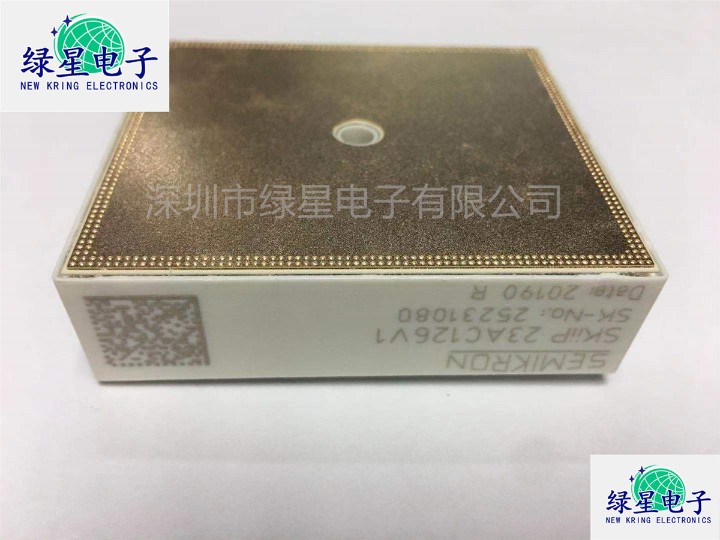 绿星电子
NEW KRING ELECTRONICS
深圳市绿星电子有限公司
SEMIKRON
SKiiP 23AC126V1
SK-No.: 25231080
Date: 20190 R
绿星电子
NEW KRING ELECTRONICS